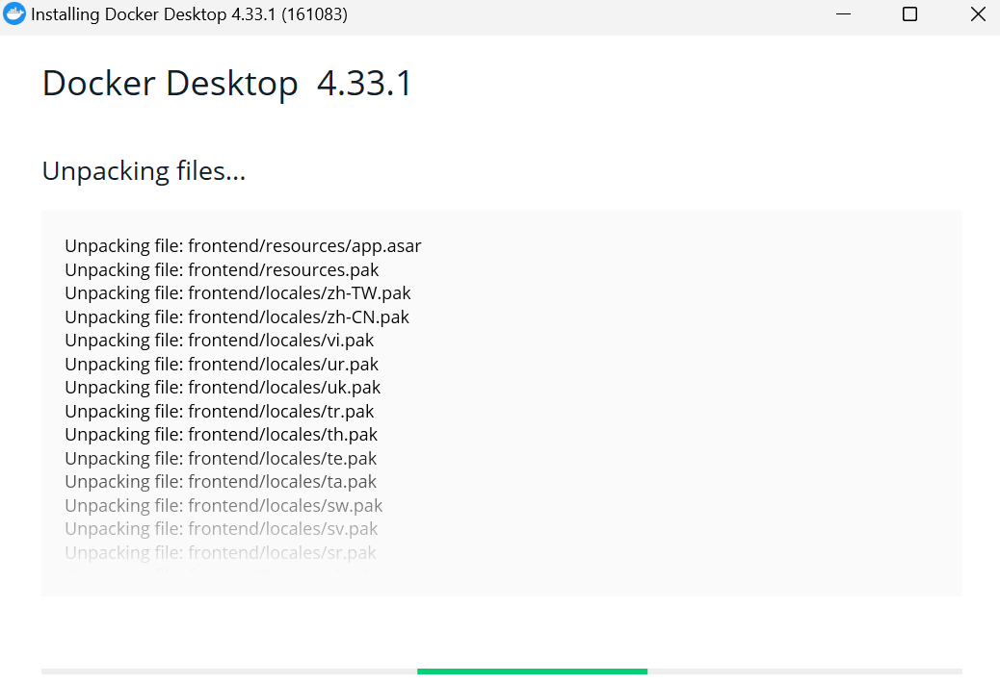 Installing Docker Desktop 4.33.1 (161083)
Docker Desktop 4.33.1
Unpacking files...
Unpacking file: frontend/resources/app.asar
Unpacking file: frontend/resources.pak
Unpacking file: frontend/locales/zh-TW.pak
Unpacking file: frontend/locales/zh-CN.pak
Unpacking file: frontend/locales/vi.pak
Unpacking file: frontend/locales/ur.pak
Unpacking file: frontend/locales/uk.pak
Unpacking file: frontend/locales/tr.pak
Unpacking file: frontend/locales/th.pak
Unpacking file: frontend/locales/te.pak
Unpacking file: frontend/locales/ta.pak
Unpacking file: frontend/locales/sw.pak
Unpacking file: frontend/locales/sv.pak
Unpacking file: frontend/locales/sr.pak